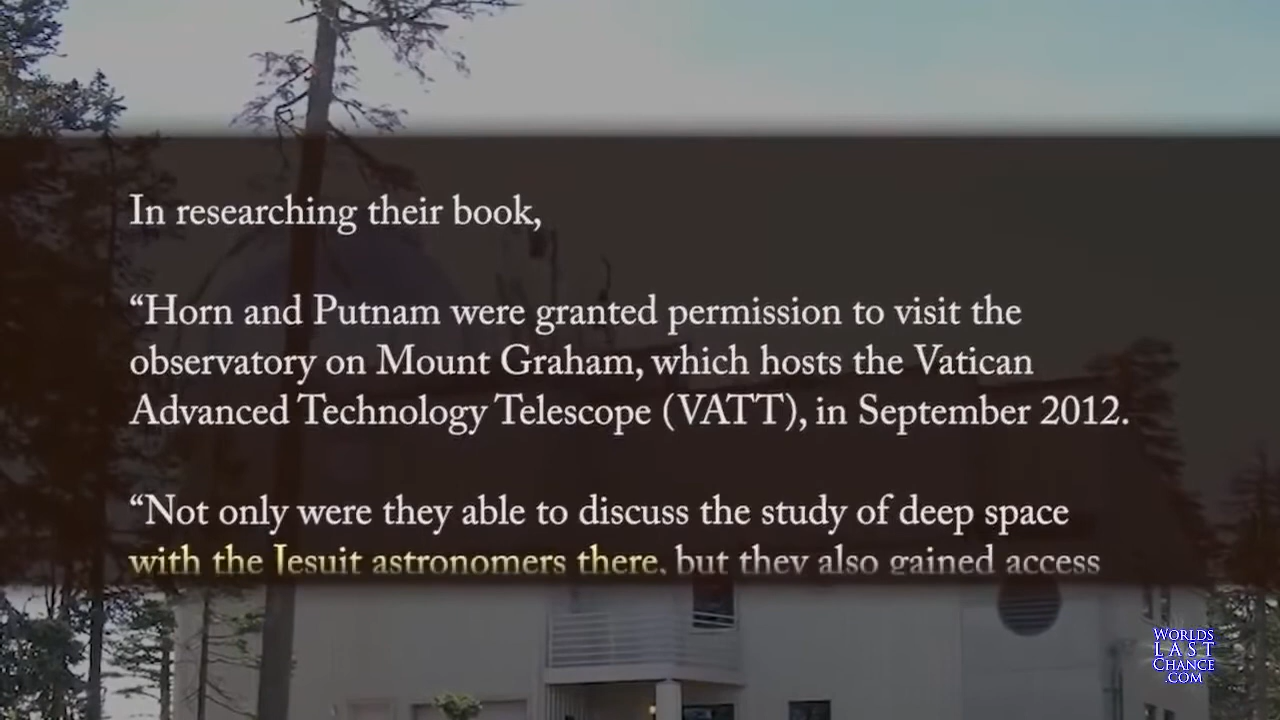 In researching their book,
“Horn and Putnam were granted permission to visit the
observatory on Mount Graham, which hosts the Vatican
Advanced Technology Telescope (VATT), in September 2012.
“Not only were they able to discuss the study of deep space
with the Jesuit astronomers there, but they also gained access
WORLDS
LAST
CHANCE
.COM